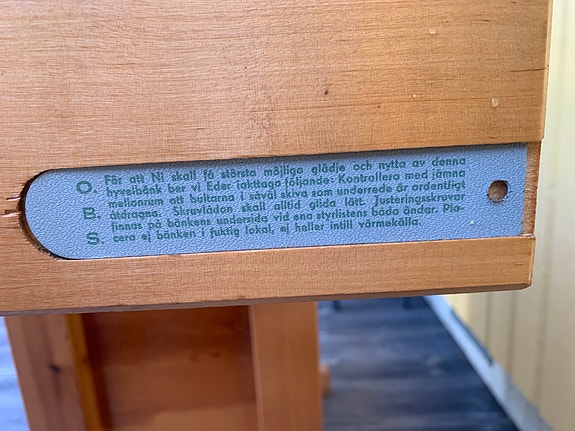 O. För att Ni skall få största möjliga glädje och nytta av denna
hyvelbänk ber vi Eder iakttaga följande: Kontrollera med jämna
B. mellanrum att bultarna i såväl skiva som underrede är ordentligt
åtdragna. Skruvlådan skall alltid glida lätt. Justeringsskruvar
S. finnas på bänkens undersida vid ena styrlistens båda ändar. Pla-
cera ej bänken i fuktig lokal, ej heller intill värmekälla.